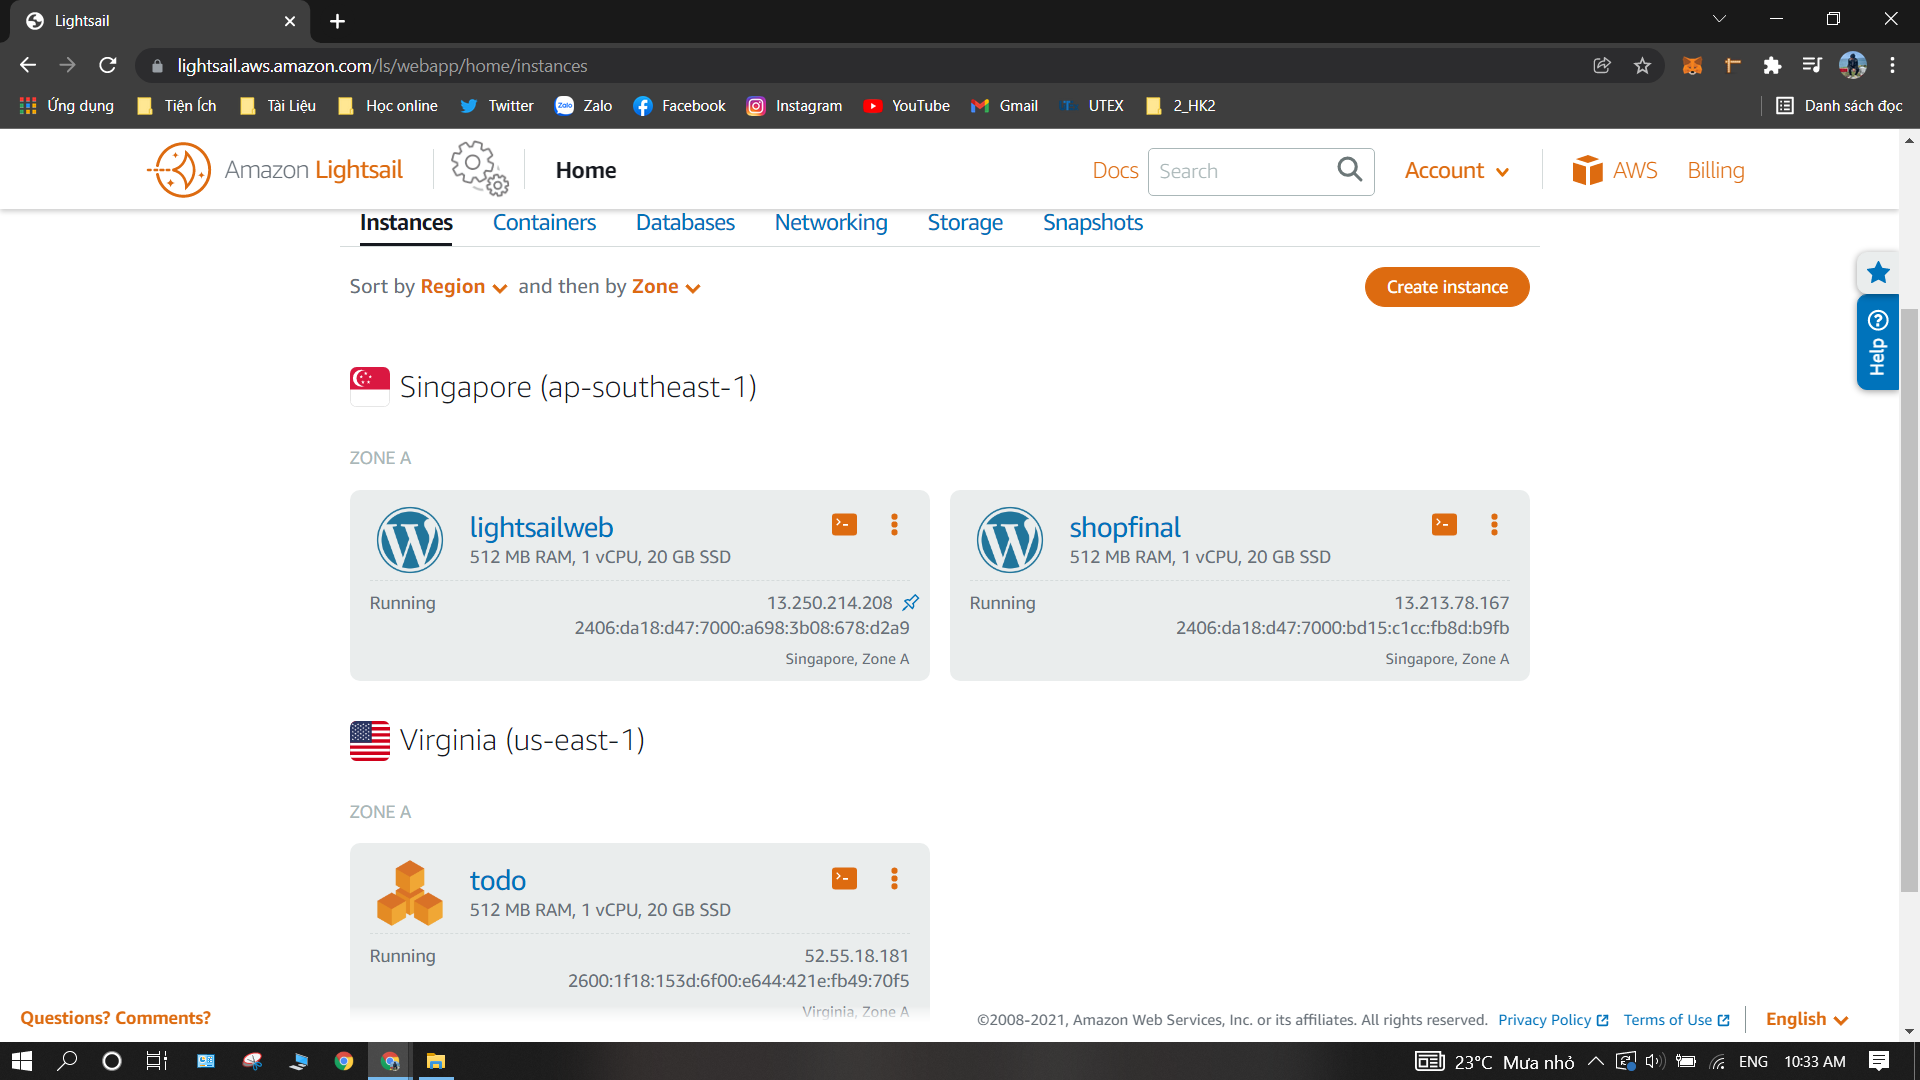 Lightsail
lightsail.aws.amazon.com/ls/webapp/home/instances
Ứng dụng Tiện Ích Tài Liệu Học online Twitter Zalo Facebook Instagram YouTube Gmail UTEX 2_HK2 Danh sách đọc
Amazon Lightsail Home Docs Search Account AWS Billing
Instances Containers Databases Networking Storage Snapshots
Sort by Region and then by Zone Create instance
Help
Singapore (ap-southeast-1)
ZONE A
lightsailweb
512 MB RAM, 1 vCPU, 20 GB SSD
Running 13.250.214.208
2406:da18:d47:7000:a698:3b08:678:d2a9
Singapore, Zone A
shopfinal
512 MB RAM, 1 vCPU, 20 GB SSD
Running 13.213.78.167
2406:da18:d47:7000:bd15:c1cc:fb8d:b9fb
Singapore, Zone A
Virginia (us-east-1)
ZONE A
todo
512 MB RAM, 1 vCPU, 20 GB SSD
Running 52.55.18.181
2600:1f18:153d:6f00:e644:421e:fb49:70f5
Virginia, Zone A
Questions? Comments? ©2008-2021, Amazon Web Services, Inc. or its affiliates. All rights reserved. Privacy Policy Terms of Use English
23°C Mưa nhỏ ENG 10:33 AM